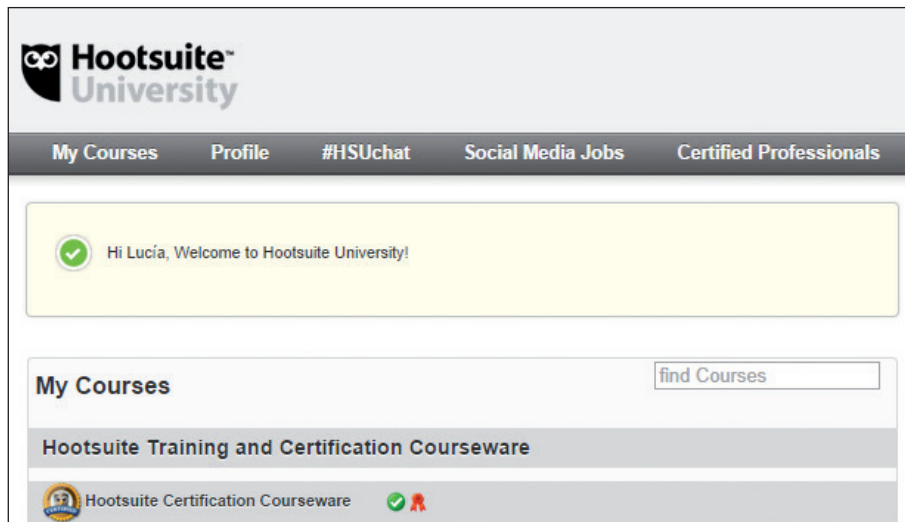 Hootsuite™
University
My Courses Profile #HSUchat Social Media Jobs Certified Professionals
Hi Lucía, Welcome to Hootsuite University!
My Courses
find Courses
Hootsuite Training and Certification Courseware
Hootsuite Certification Courseware